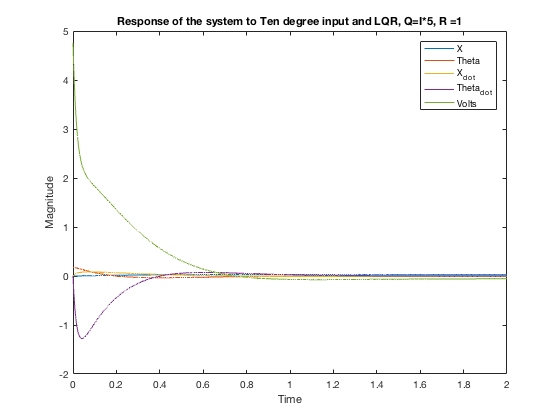 Response of the system to Ten degree input and LQR, Q=I*5, R =1
5
4
3
2
1
0
-1
-2
Magnitude
0 0.2 0.4 0.6 0.8 1 1.2 1.4 1.6 1.8 2
Time
X
Theta
X_dot
Theta_dot
Volts